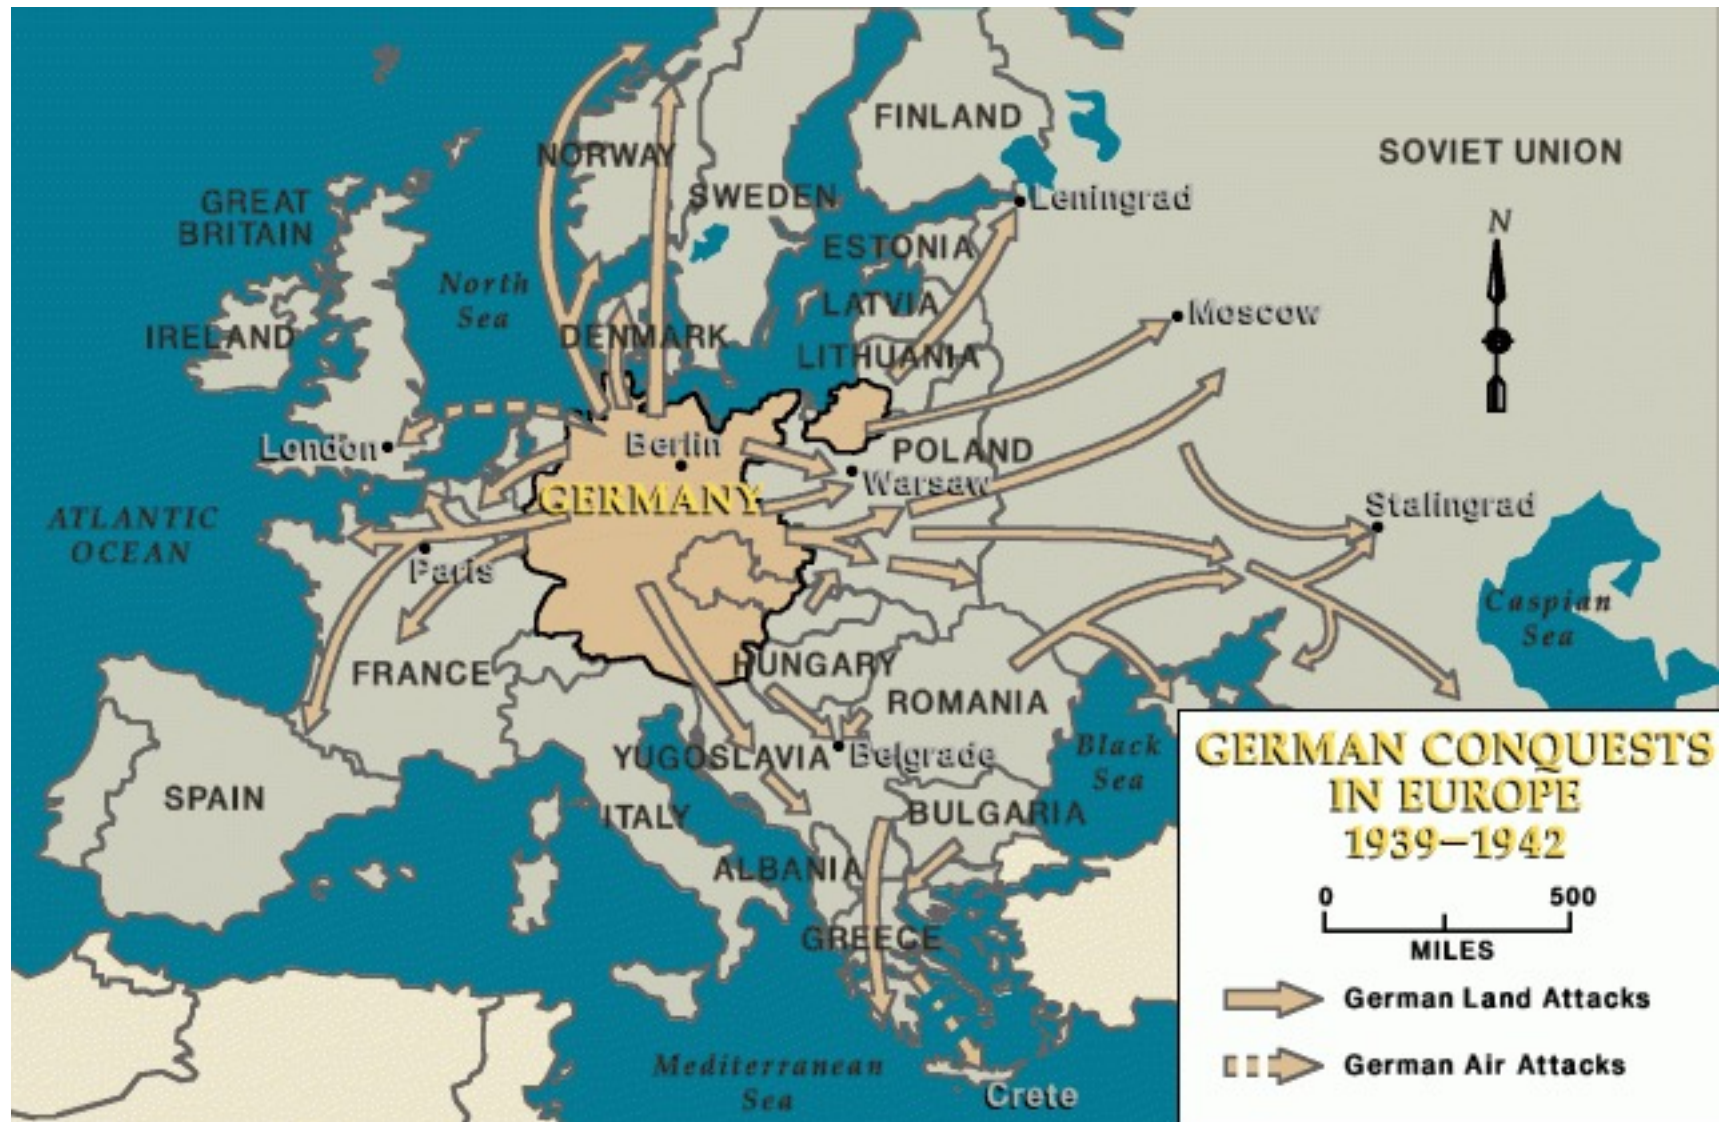 FINLAND
SOVIET UNION
NORWAY
SWEDEN
Leningrad
GREAT
BRITAIN
N
ESTONIA
North
Sea
LATVIA
Moscow
IRELAND
DENMARK
LITHUANIA
London
Berlin
POLAND
Warsaw
GERMANY
Stalingrad
ATLANTIC
OCEAN
Paris
Caspian
Sea
FRANCE
HUNGARY
ROMANIA
YUGOSLAVIA
Belgrade
Black
Sea
SPAIN
ITALY
BULGARIA
ALBANIA
GREECE
Mediterranean
Sea
Crete
GERMAN CONQUESTS
IN EUROPE
1939–1942
0 500
MILES
German Land Attacks
German Air Attacks